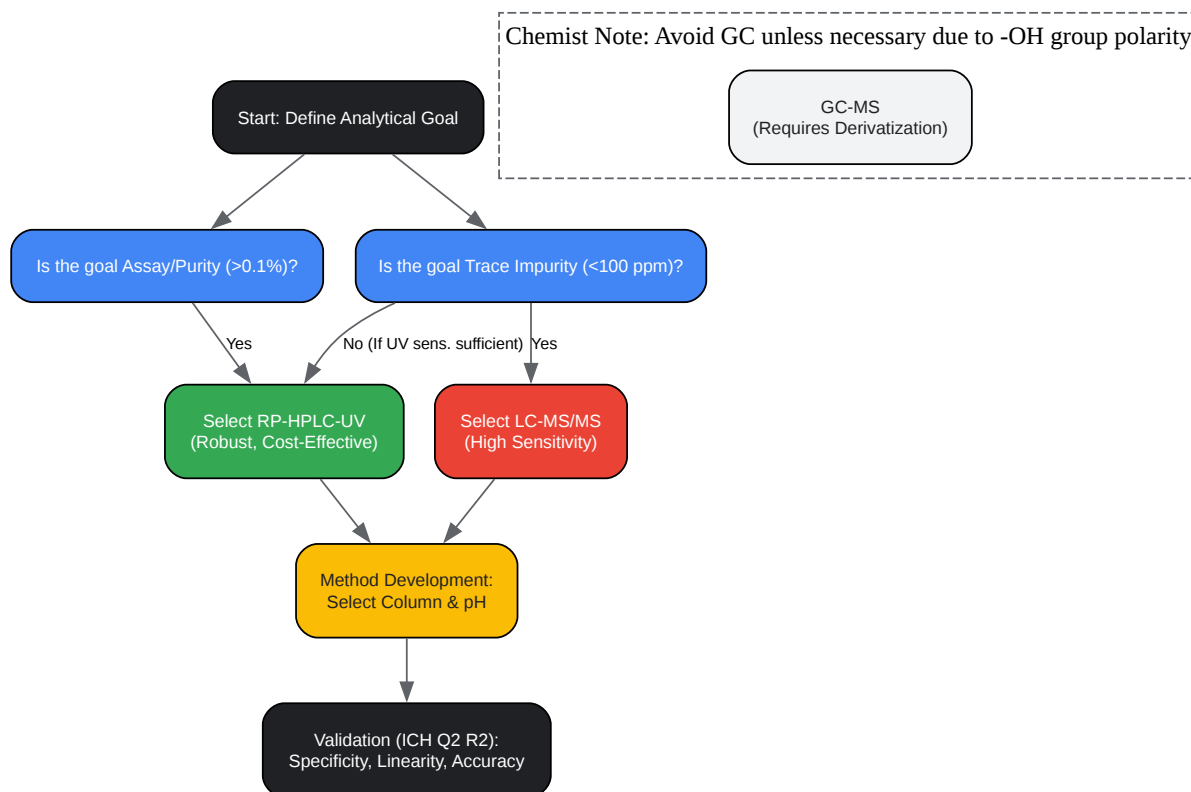 Chemist Note: Avoid GC unless necessary due to -OH group polarity
GC-MS
(Requires Derivatization)
Start: Define Analytical Goal
Is the goal Assay/Purity (>0.1%)?
Is the goal Trace Impurity (<100 ppm)?
Yes
No (If UV sens. sufficient)
Yes
Select RP-HPLC-UV
(Robust, Cost-Effective)
Select LC-MS/MS
(High Sensitivity)
Method Development:
Select Column & pH
Validation (ICH Q2 R2):
Specificity, Linearity, Accuracy